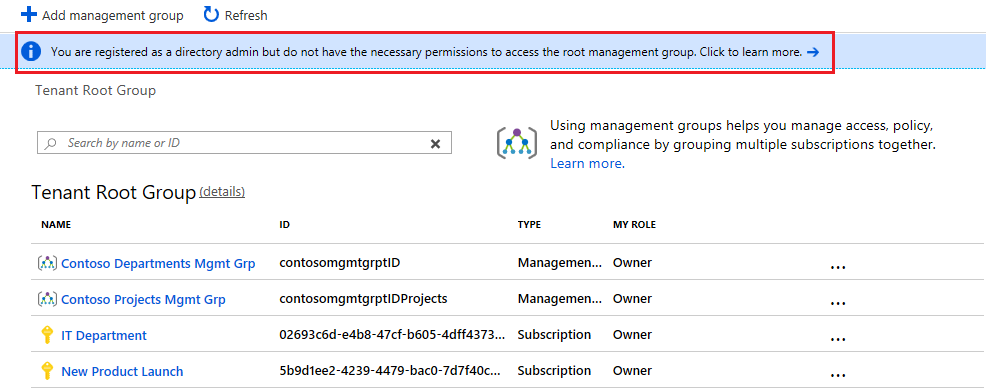 Add management group Refresh
You are registered as a directory admin but do not have the necessary permissions to access the root management group. Click to learn more.
Tenant Root Group
Search by name or ID
Using management groups helps you manage access, policy,
and compliance by grouping multiple subscriptions together.
Learn more.
Tenant Root Group (details)
NAME ID TYPE MY ROLE
Contoso Departments Mgmt Grp contosomgmtgrptID Managemen... Owner ...
Contoso Projects Mgmt Grp contosomgmtgrptIDProjects Managemen... Owner ...
IT Department 02693c6d-e4b8-47cf-b605-4dff4373... Subscription Owner ...
New Product Launch 5b9d1ee2-4239-4479-bac0-7d7f40c... Subscription Owner ...